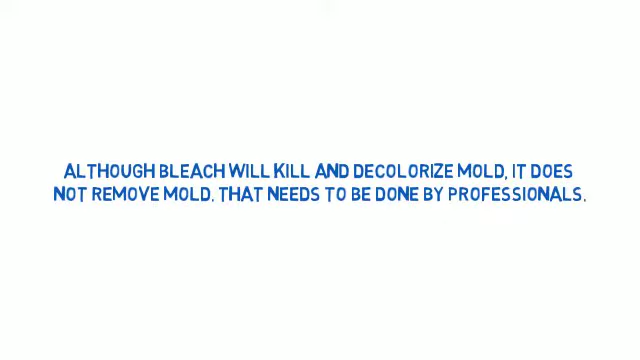 ALTHOUGH BLEACH WILL KILL AND DECOLORIZE MOLD, IT DOES
NOT REMOVE MOLD. THAT NEEDS TO BE DONE BY PROFESSIONALS.